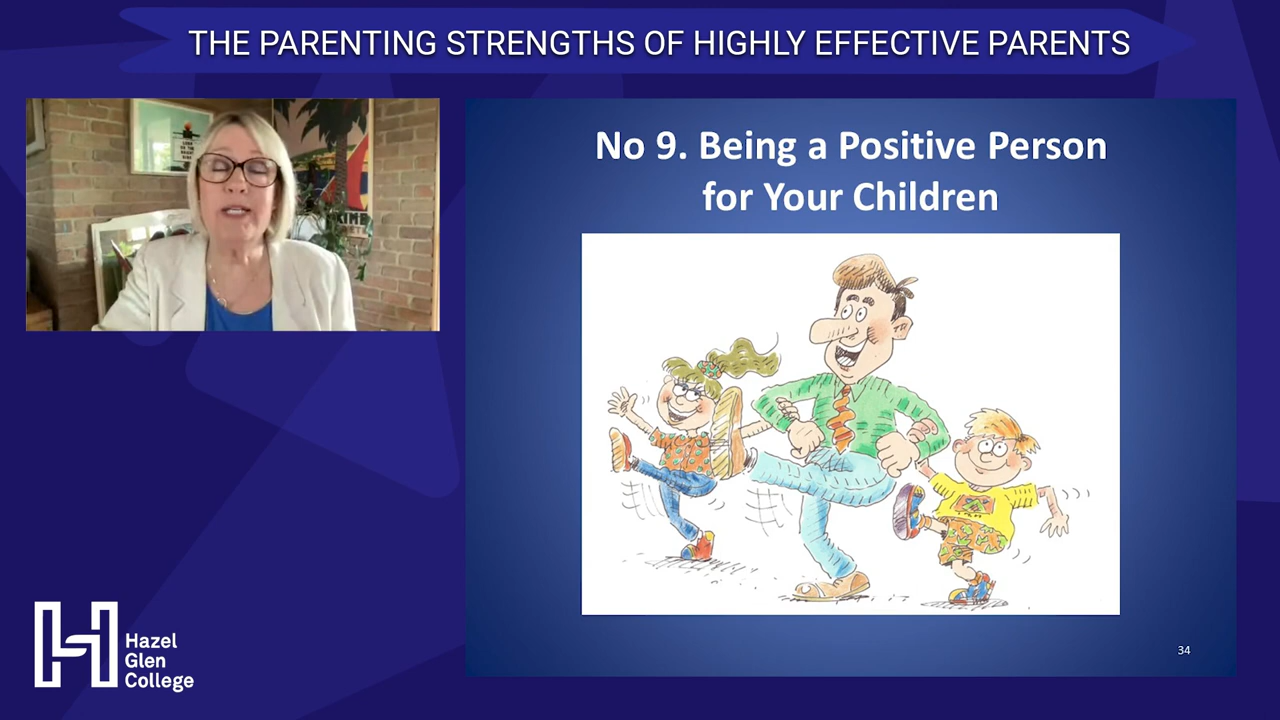 THE PARENTING STRENGTHS OF HIGHLY EFFECTIVE PARENTS
No 9. Being a Positive Person
for Your Children
34
Hazel
Glen
College